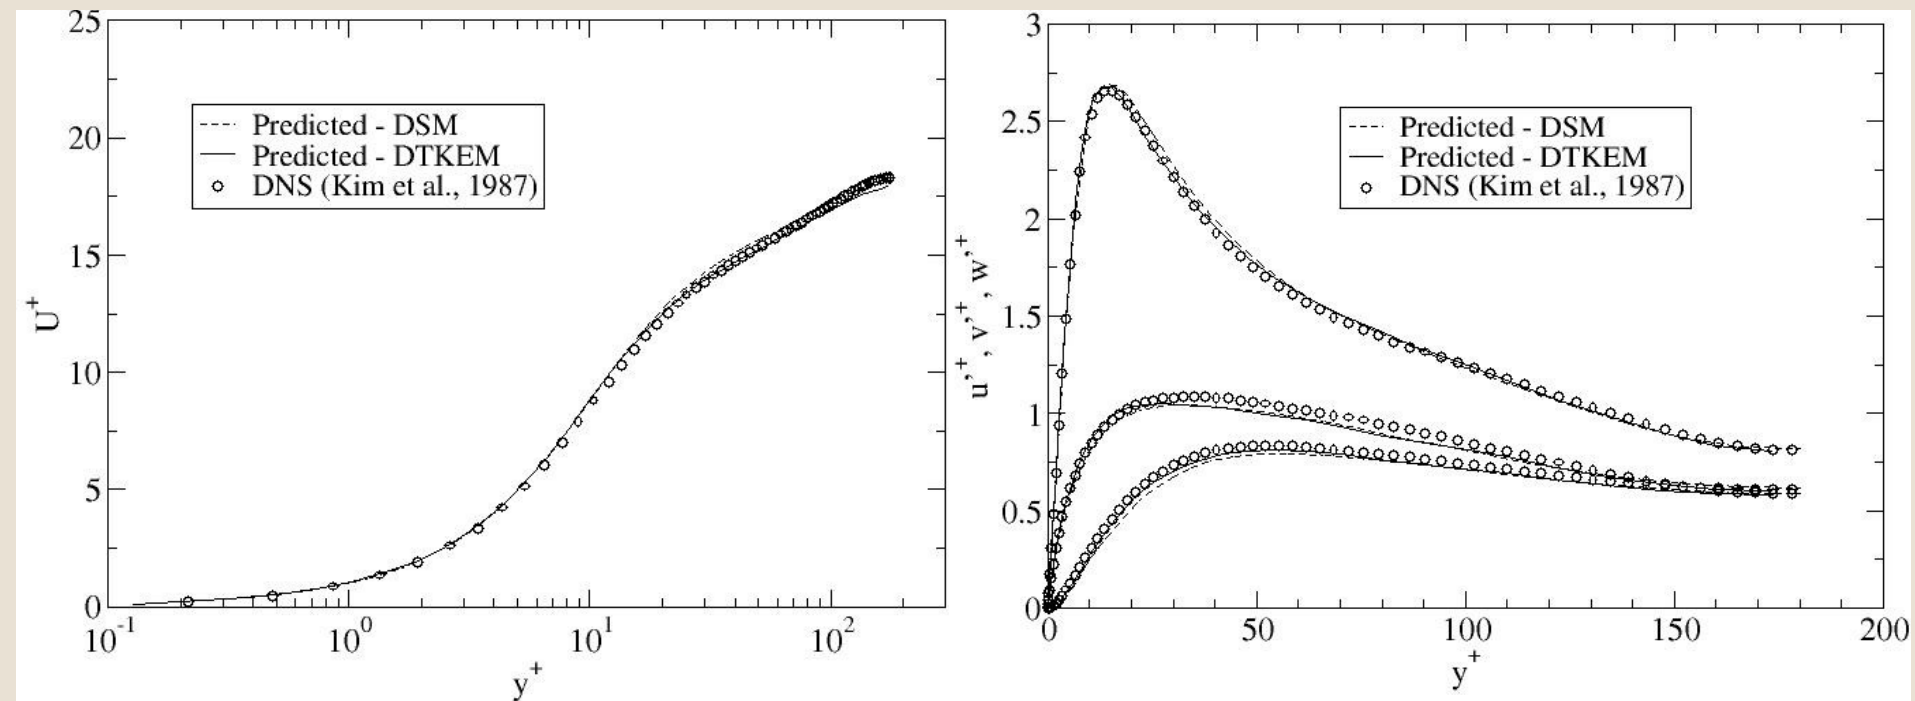 25
20
15
10
5
0
U+
Predicted - DSM
Predicted - DTKEM
DNS (Kim et al., 1987)
10-1
100
101
102
y+
3
2.5
2
1.5
1
0.5
0
u'+, v'+, w'+
Predicted - DSM
Predicted - DTKEM
DNS (Kim et al., 1987)
0
50
100
150
200
y+